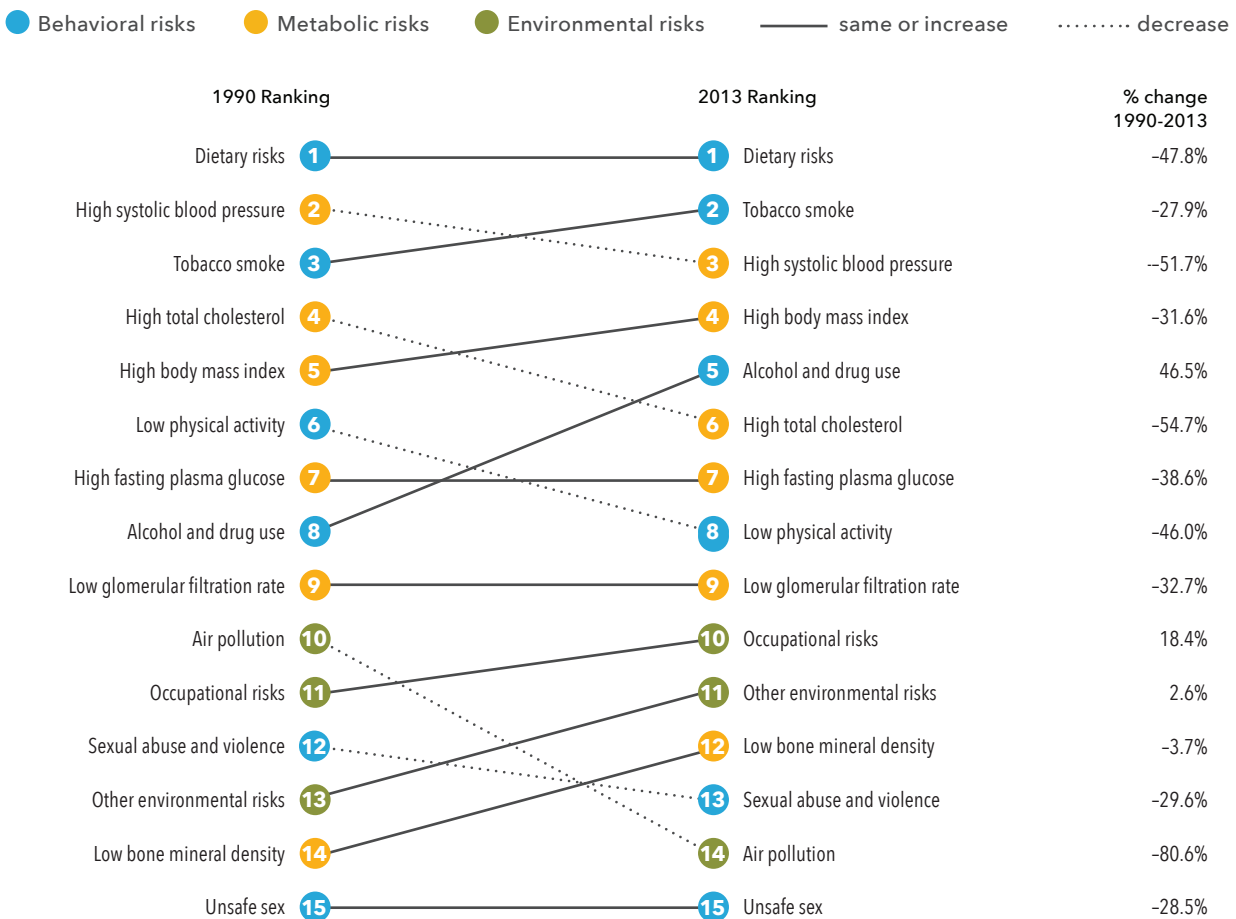 Behavioral risks Metabolic risks Environmental risks same or increase decrease
1990 Ranking 2013 Ranking % change
1990-2013
Dietary risks 1 1 Dietary risks –47.8%
High systolic blood pressure 2 2 Tobacco smoke –27.9%
Tobacco smoke 3 3 High systolic blood pressure -–51.7%
High total cholesterol 4 4 High body mass index –31.6%
High body mass index 5 5 Alcohol and drug use 46.5%
Low physical activity 6 6 High total cholesterol –54.7%
High fasting plasma glucose 7 7 High fasting plasma glucose –38.6%
Alcohol and drug use 8 8 Low physical activity –46.0%
Low glomerular filtration rate 9 9 Low glomerular filtration rate –32.7%
Air pollution 10 10 Occupational risks 18.4%
Occupational risks 11 11 Other environmental risks 2.6%
Sexual abuse and violence 12 12 Low bone mineral density –3.7%
Other environmental risks 13 13 Sexual abuse and violence –29.6%
Low bone mineral density 14 14 Air pollution –80.6%
Unsafe sex 15 15 Unsafe sex –28.5%